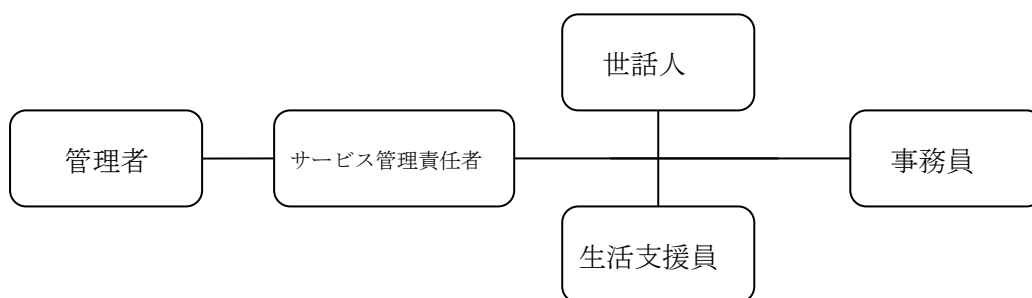 世話人
管理者
サービス管理責任者
事務員
生活支援員